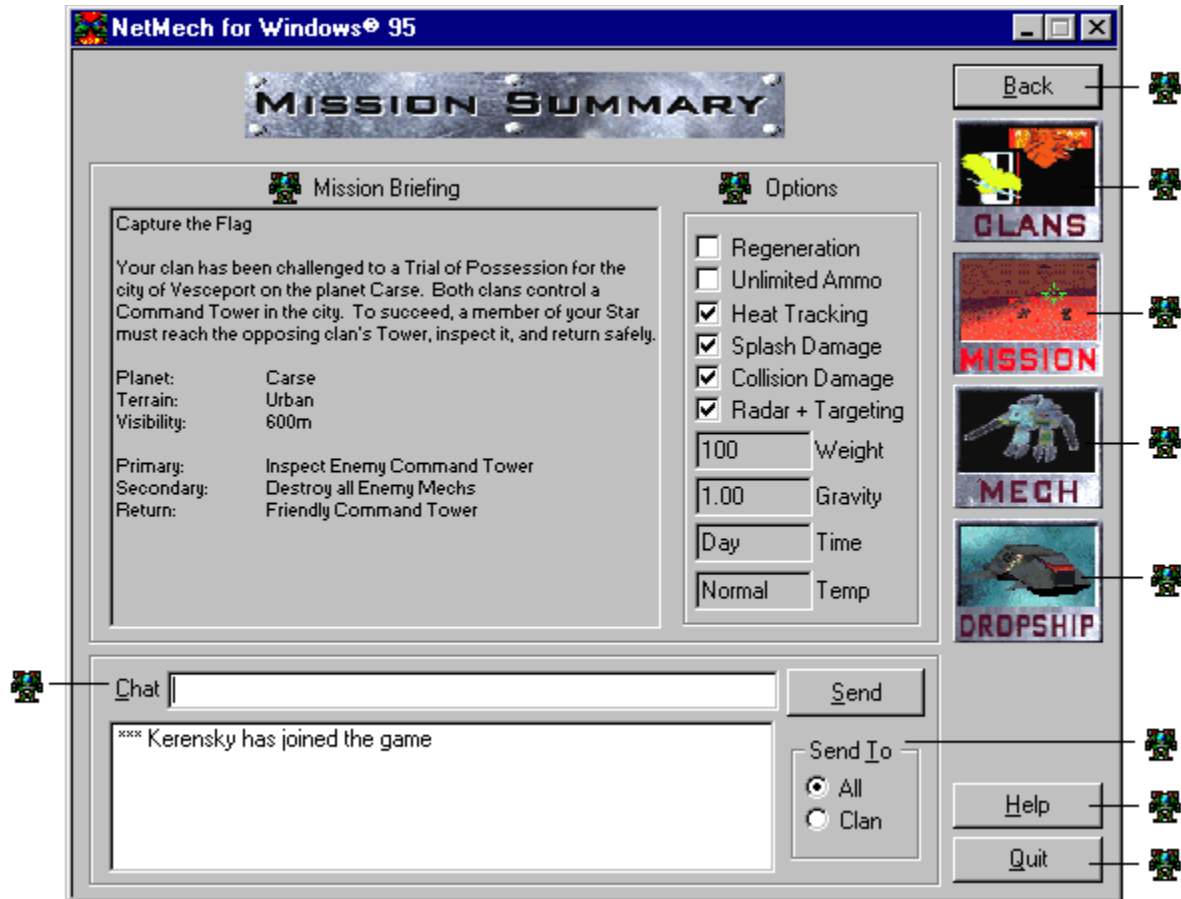 NetMech for Windows® 95
MISSION SUMMARY
Back
CLANS
MISSION
MECH
DROPSHIP
Mission Briefing
Capture the Flag
Your clan has been challenged to a Trial of Possession for the
city of Vesceport on the planet Carse. Both clans control a
Command Tower in the city. To succeed, a member of your Star
must reach the opposing clan's Tower, inspect it, and return safely.
Planet: Carse
Terrain: Urban
Visibility: 600m
Primary: Inspect Enemy Command Tower
Secondary: Destroy all Enemy Mechs
Return: Friendly Command Tower
Options
Regeneration
Unlimited Ammo
Heat Tracking
Splash Damage
Collision Damage
Radar + Targeting
100 Weight
1.00 Gravity
Day Time
Normal Temp
Chat
Send
*** Kerensky has joined the game
Send To
All
Clan
Help
Quit